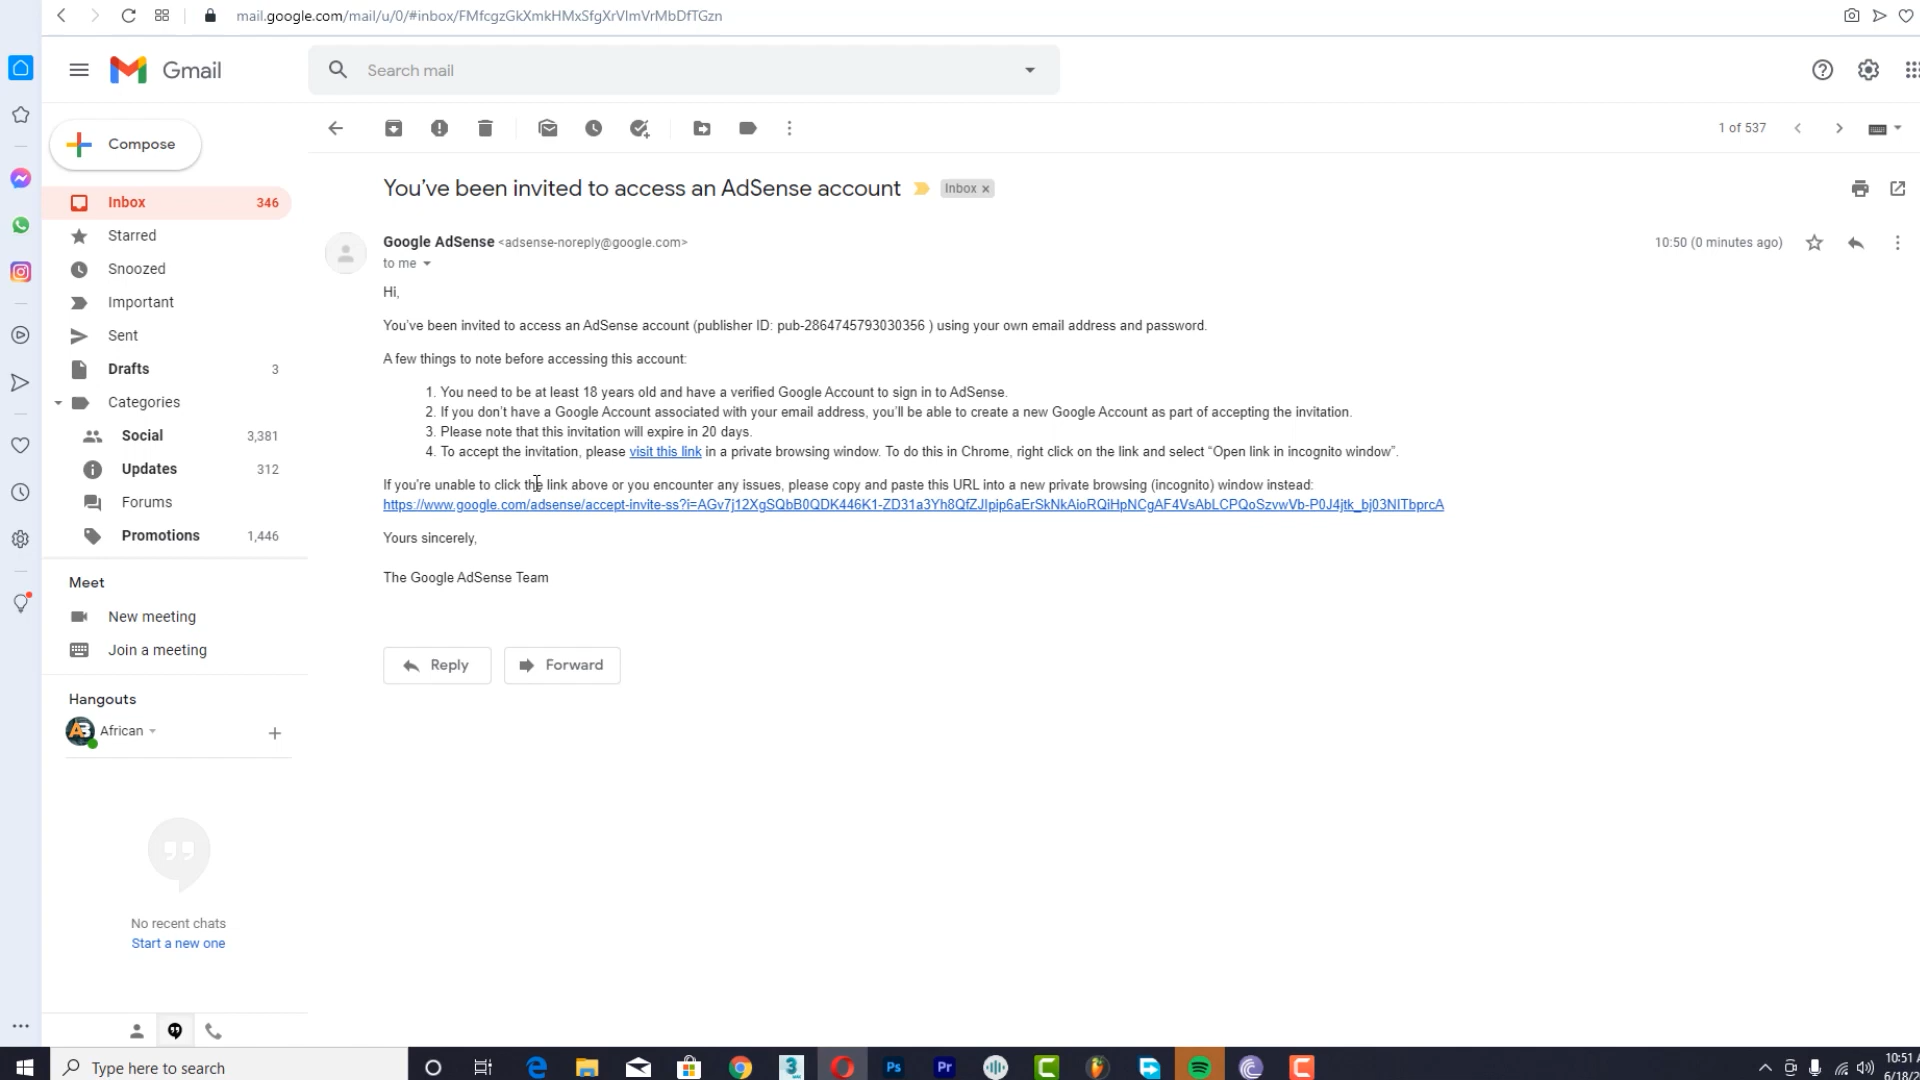 mail.google.com/mail/u/0/#inbox/FMfcgzGkXmkHMxSfgXrVlmVrMbDfTGzn
Gmail
Search mail
Compose
1 of 537
Inbox 346
Starred
Snoozed
Important
Sent
Drafts 3
Categories
Social 3,381
Updates 312
Forums
Promotions 1,446
Meet
New meeting
Join a meeting
Hangouts
African
No recent chats
Start a new one
You've been invited to access an AdSense account Inbox x
Google AdSense <adsense-noreply@google.com> 10:50 (0 minutes ago)
to me
Hi,
You've been invited to access an AdSense account (publisher ID: pub-2864745793030356 ) using your own email address and password.
A few things to note before accessing this account:
1. You need to be at least 18 years old and have a verified Google Account to sign in to AdSense.
2. If you don't have a Google Account associated with your email address, you'll be able to create a new Google Account as part of accepting the invitation.
3. Please note that this invitation will expire in 20 days.
4. To accept the invitation, please visit this link in a private browsing window. To do this in Chrome, right click on the link and select “Open link in incognito window”.
If you're unable to click the link above or you encounter any issues, please copy and paste this URL into a new private browsing (incognito) window instead:
https://www.google.com/adsense/accept-invite-ss?i=AGv7j12XgSQbB0QDK446K1-ZD31a3Yh8QfZJIpip6aErSkNkAioRQiHpNCgAF4VsAbLCPQoSzvwVb-P0J4jtk_bj03NITbprcA
Yours sincerely,
The Google AdSense Team
Reply Forward
Type here to search
3
Ps
Pr
10:51
6/18/2